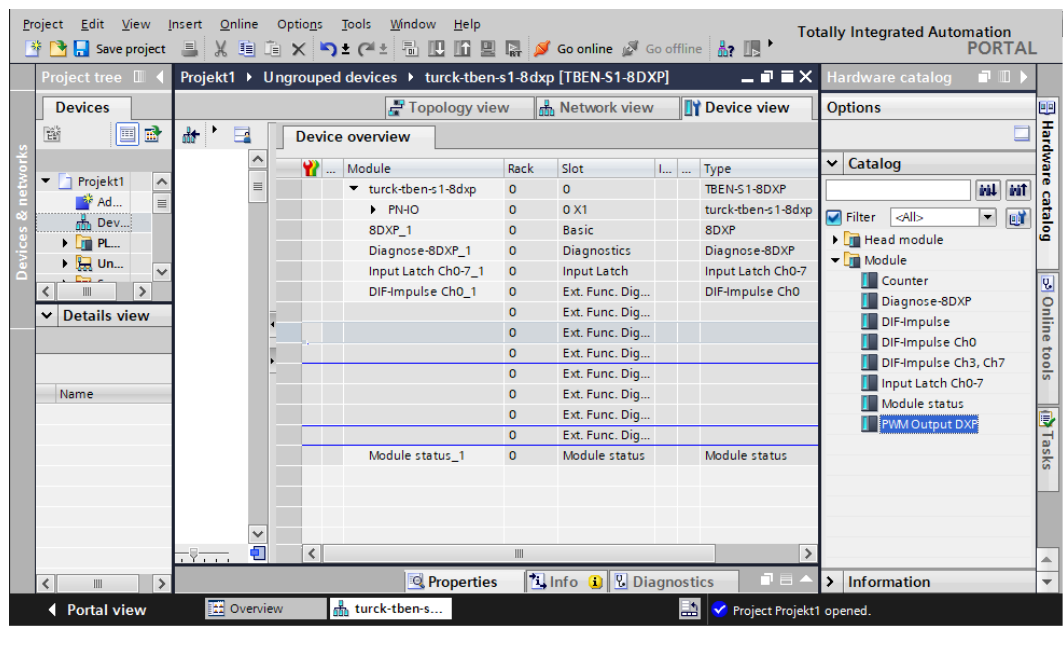 Project Edit View Insert Online Options Tools Window Help
Totally Integrated Automation
PORTAL
Save project Go online Go offline
Project tree
Projekt1 Ungrouped devices turck-tben-s1-8dxp [TBEN-S1-8DXP]
Hardware catalog
Devices
Topology view Network view Device view
Options
Device overview
... Module Rack Slot I... ... Type
turck-tben-s1-8dxp 0 0 TBEN-S1-8DXP
PN-IO 0 0 X1 turck-tben-s1-8dxp
8DXP_1 0 Basic 8DXP
Diagnose-8DXP_1 0 Diagnostics Diagnose-8DXP
Input Latch Ch0-7_1 0 Input Latch Input Latch Ch0-7
DIF-Impulse Ch0_1 0 Ext. Func. Dig... DIF-Impulse Ch0
0 Ext. Func. Dig...
0 Ext. Func. Dig...
0 Ext. Func. Dig...
0 Ext. Func. Dig...
0 Ext. Func. Dig...
0 Ext. Func. Dig...
0 Ext. Func. Dig...
Module status_1 0 Module status Module status
Projekt1
Ad...
Dev...
PL...
Un...
Details view
Name
Devices & networks
Catalog
Filter <All>
Head module
Module
Counter
Diagnose-8DXP
DIF-Impulse
DIF-Impulse Ch0
DIF-Impulse Ch3, Ch7
Input Latch Ch0-7
Module status
PWM Output DXP
Hardware catalog
Online tools
Tasks
Properties Info Diagnostics
Information
Portal view Overview turck-tben-s... Project Projekt1 opened.